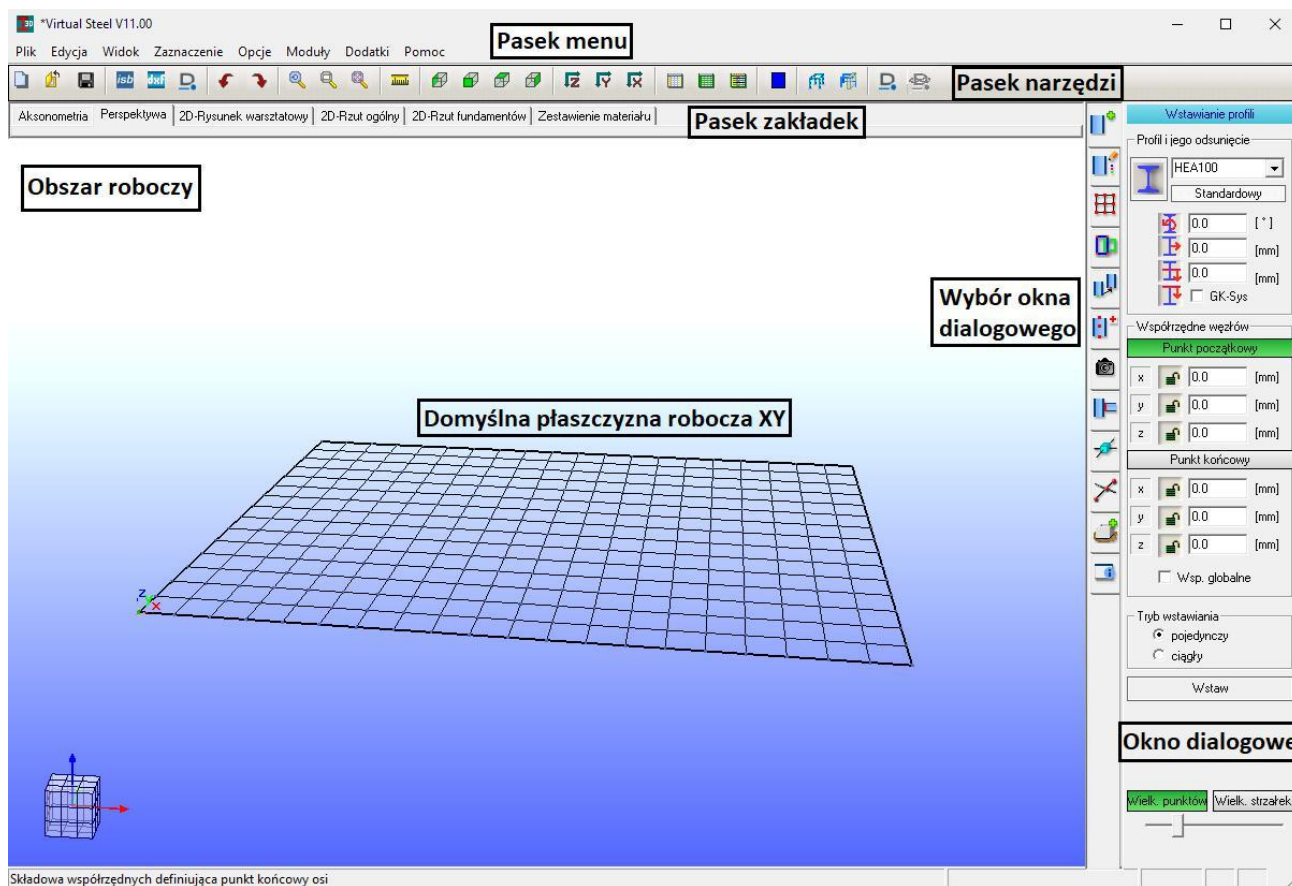 *Virtual Steel V11.00
Plik Edycja Widok Zaznaczenie Opcje Moduły Dodatki Pomoc
Pasek menu
isb dxf D Z Y X D
Pasek narzędzi
Aksonometria Perspektywa 2D-Rysunek warsztatowy 2D-Rzut ogólny 2D-Rzut fundamentów Zestawienie materiału
Pasek zakładek
Obszar roboczy
Wybór okna
dialogowego
Domyślna płaszczyzna robocza XY
Z
X
Wstawianie profili
Profil i jego odsunięcie
HEA100
Standardowy
0.0 [°]
0.0 [mm]
0.0 [mm]
GK-Sys
Współrzędne węzłów
Punkt początkowy
x 0.0 [mm]
y 0.0 [mm]
z 0.0 [mm]
Punkt końcowy
x 0.0 [mm]
y 0.0 [mm]
z 0.0 [mm]
Wsp. globalne
Tryb wstawiania
pojedynczy
ciągły
Wstaw
Okno dialogowe
Wielk. punktów Wielk. strzałek
Składowa współrzędnych definiująca punkt końcowy osi